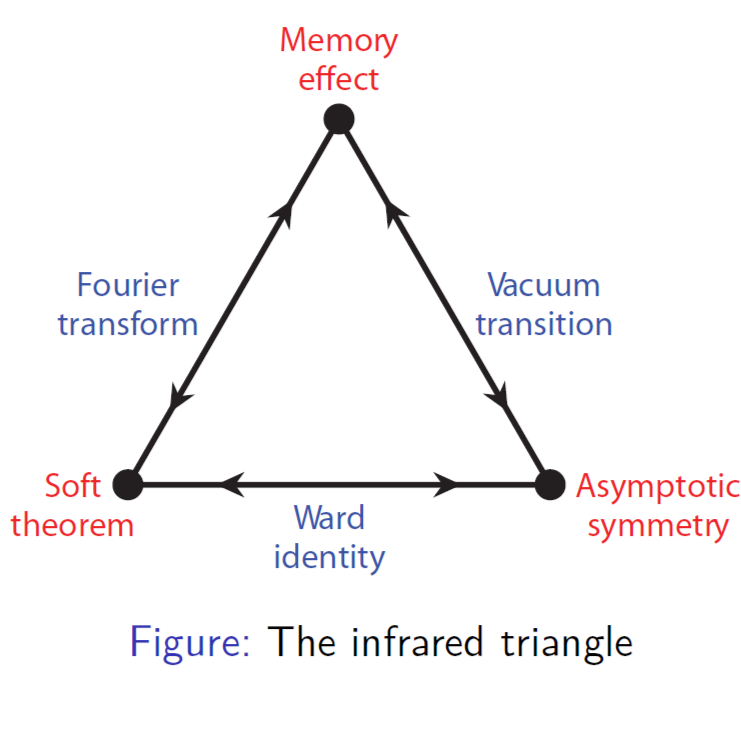 Memory
effect
Fourier
transform
Vacuum
transition
Soft
theorem
Ward
identity
Asymptotic
symmetry
Figure: The infrared triangle